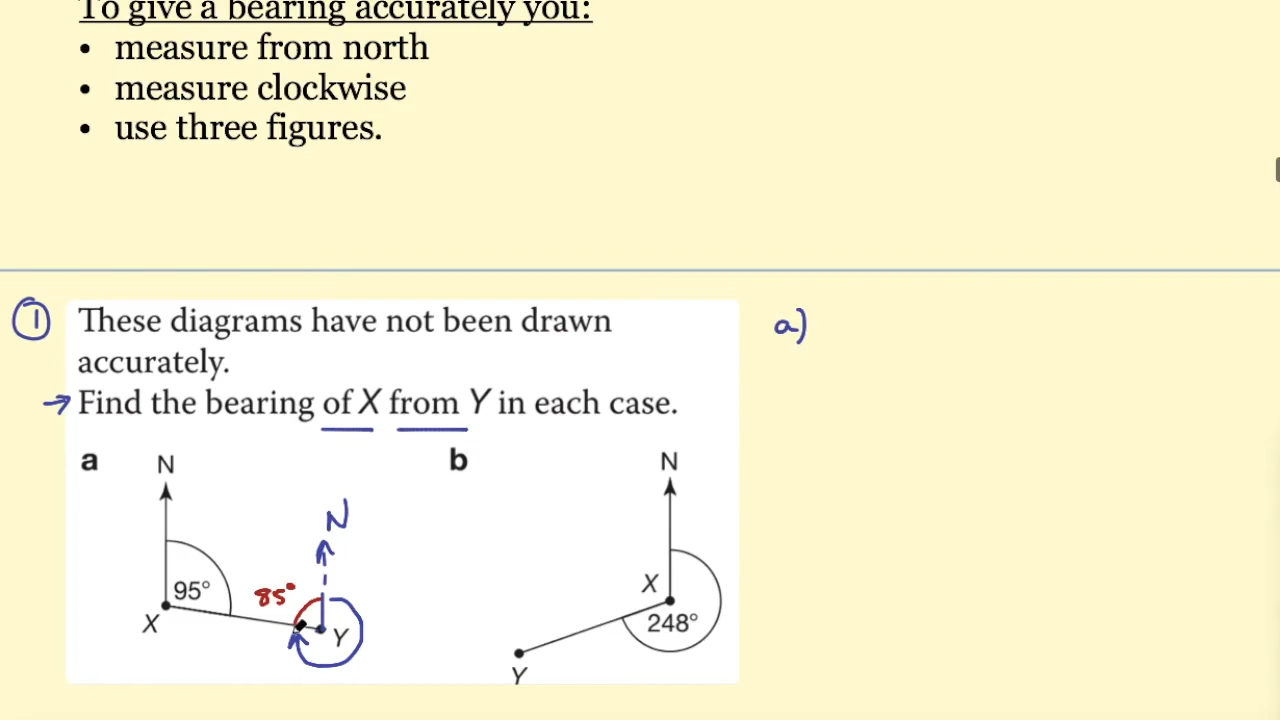 To give a bearing accurately you:
• measure from north
• measure clockwise
• use three figures.
1 These diagrams have not been drawn
accurately.
→ Find the bearing of X from Y in each case.
a)
a
N
95°
X
N
85°
Y
b
N
X
248°
Y